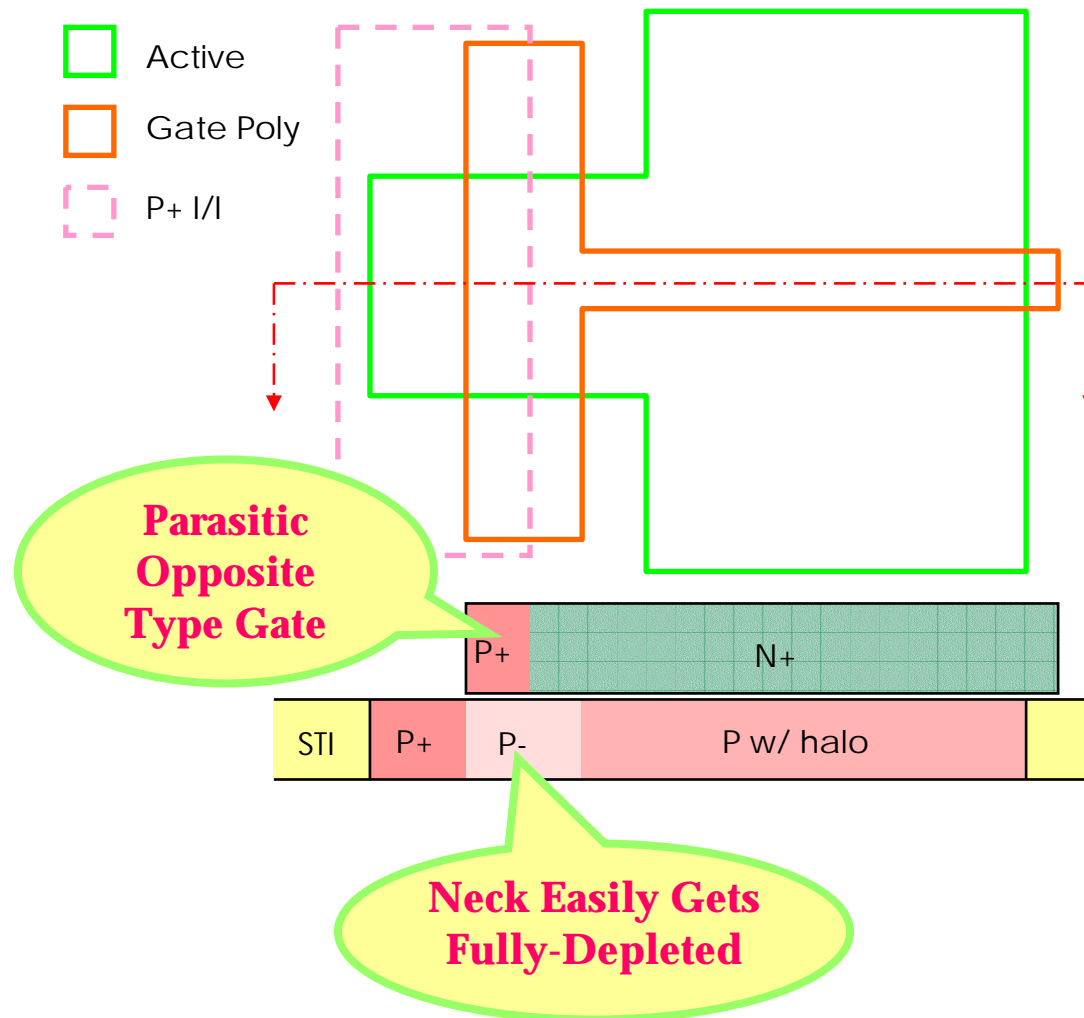 Active
Gate Poly
P+ I/I
Parasitic
Opposite
Type Gate
P+
N+
STI
P+
P-
P w/ halo
Neck Easily Gets
Fully-Depleted